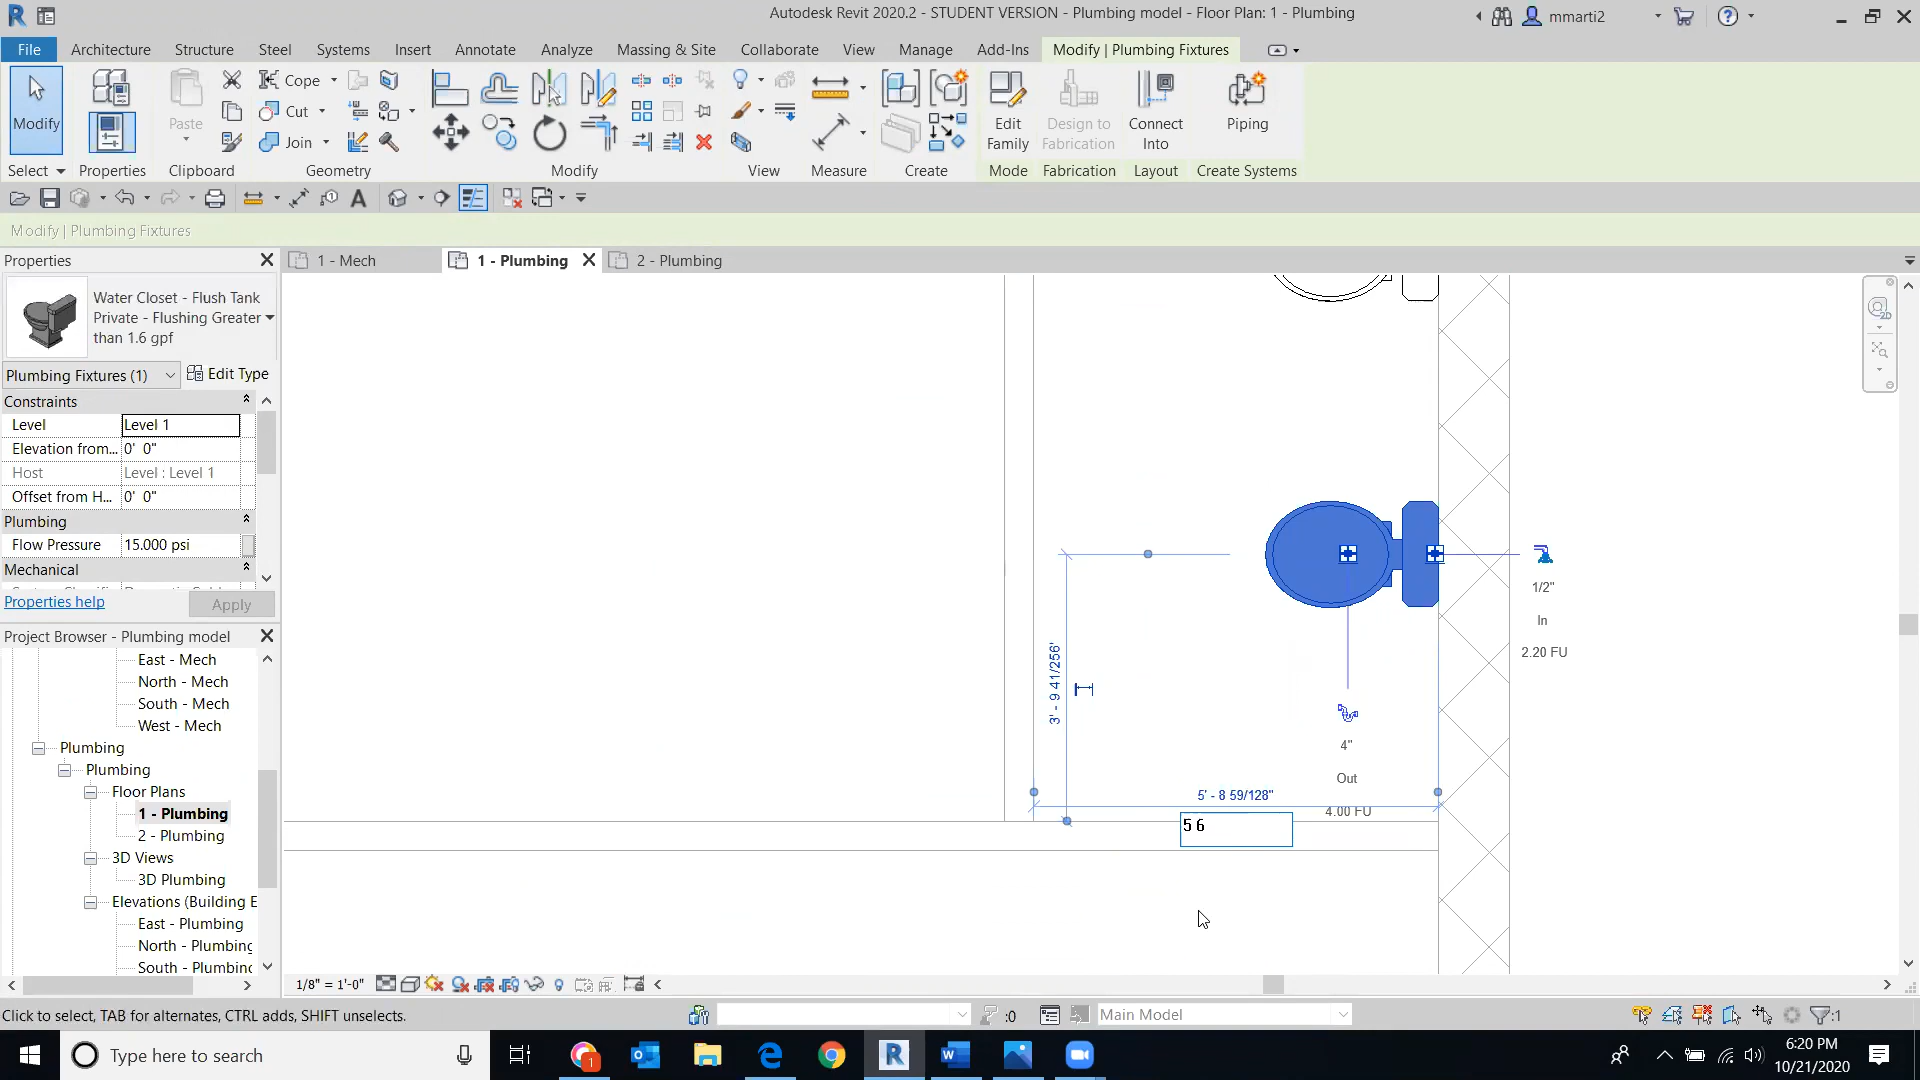 Autodesk Revit 2020.2 - STUDENT VERSION - Plumbing model - Floor Plan: 1 - Plumbing
mmarti2
File Architecture Structure Steel Systems Insert Annotate Analyze Massing & Site Collaborate View Manage Add-Ins Modify | Plumbing Fixtures
Modify
Paste
Cope
Cut
Join
Edit
Family
Design to
Fabrication
Connect
Into
Piping
Select Properties Clipboard Geometry Modify View Measure Create Mode Fabrication Layout Create Systems
Modify | Plumbing Fixtures
Properties
1 - Mech 1 - Plumbing 2 - Plumbing
Water Closet - Flush Tank
Private - Flushing Greater
than 1.6 gpf
Plumbing Fixtures (1) Edit Type
Constraints
Level Level 1
Elevation from... 0' 0"
Host Level : Level 1
Offset from H... 0' 0"
Plumbing
Flow Pressure 15.000 psi
Mechanical
Properties help Apply
Project Browser - Plumbing model
East - Mech
North - Mech
South - Mech
West - Mech
Plumbing
Plumbing
Floor Plans
1 - Plumbing
2 - Plumbing
3D Views
3D Plumbing
Elevations (Building E
East - Plumbing
North - Plumbing
South - Plumbing
1/2"
In
2.20 FU
3' - 9 41/256"
4"
Out
4.00 FU
5' - 8 59/128"
5 6
1/8" = 1'-0"
Click to select, TAB for alternates, CTRL adds, SHIFT unselects.
:0
Main Model
:1
Type here to search
1
6:20 PM
10/21/2020